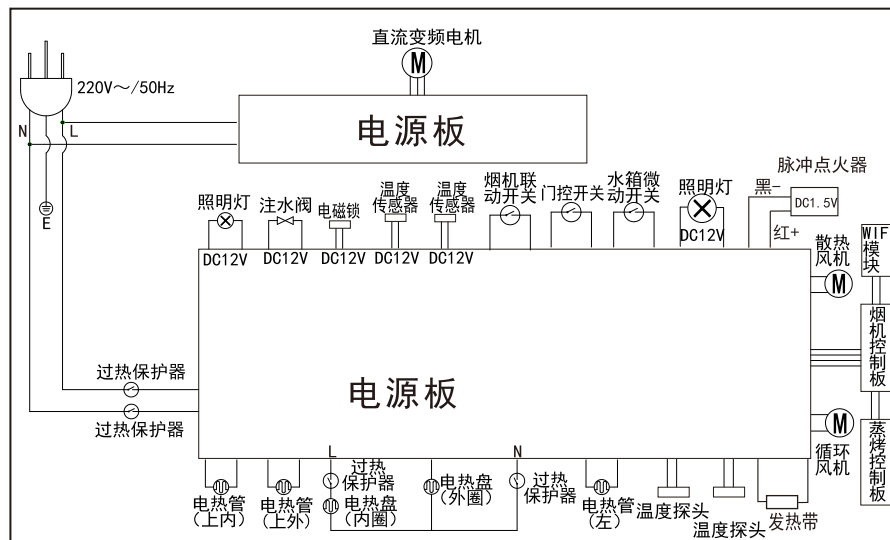 直流变频电机
M
220V～/50Hz
N
L
电源板
E
照明灯
注水阀
电磁锁
温度
传感器
温度
传感器
烟机联
动开关
门控开关
水箱微
动开关
照明灯
DC12V
黑-
红+
脉冲点火器
DC1.5V
DC12V
DC12V
DC12V
DC12V
DC12V
散热
风机
M
WIF
模块
烟机控制板
蒸烤控制板
M
循环
风机
过热保护器
过热保护器
电源板
L
N
电热管
(上内)
电热管
(上外)
过热
保护器
电热盘
(内圈)
电热盘
(外圈)
过热
保护器
电热管
(左)
温度探头
温度探头
发热带